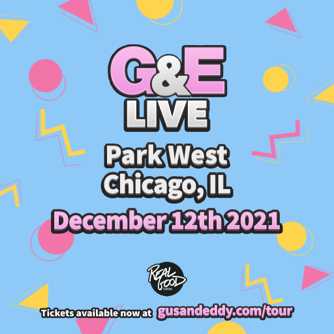 G&E
LIVE
Park West
Chicago, IL
December 12th 2021
REAL
GOOD
Tickets available now at gusandeddy.com/tour